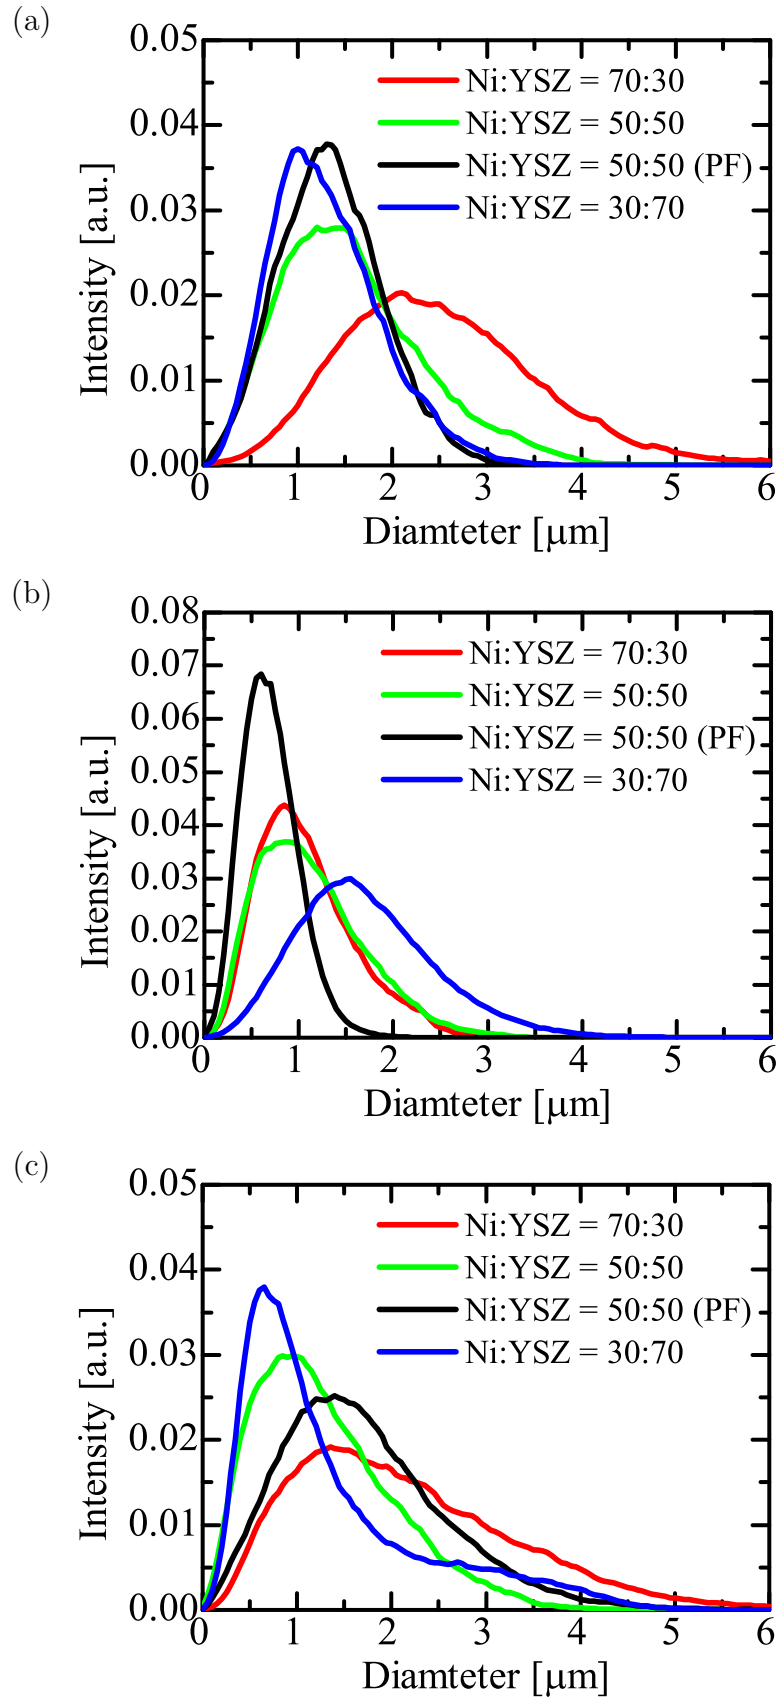 (a)
0.05
0.04
0.03
0.02
0.01
0.00
Intensity [a.u.]
Ni:YSZ = 70:30
Ni:YSZ = 50:50
Ni:YSZ = 50:50 (PF)
Ni:YSZ = 30:70
0 1 2 3 4 5 6
Diamteter [μm]
(b)
0.08
0.07
0.06
0.05
0.04
0.03
0.02
0.01
0.00
Intensity [a.u.]
Ni:YSZ = 70:30
Ni:YSZ = 50:50
Ni:YSZ = 50:50 (PF)
Ni:YSZ = 30:70
0 1 2 3 4 5 6
Diamteter [μm]
(c)
0.05
0.04
0.03
0.02
0.01
0.00
Intensity [a.u.]
Ni:YSZ = 70:30
Ni:YSZ = 50:50
Ni:YSZ = 50:50 (PF)
Ni:YSZ = 30:70
0 1 2 3 4 5 6
Diamteter [μm]